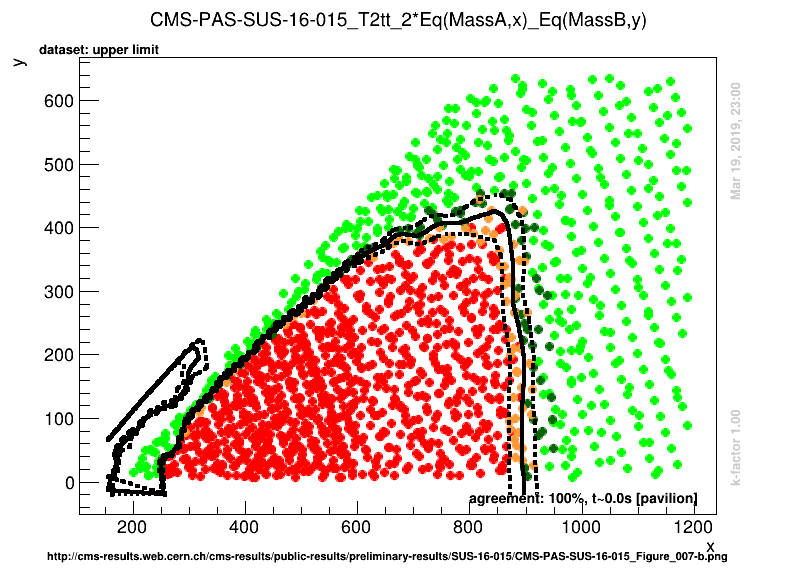 CMS-PAS-SUS-16-015_T2tt_2*Eq(MassA,x)_Eq(MassB,y)
dataset: upper limit
y
600
500
400
300
200
100
0
200
400
600
800
1000
1200
x
agreement: 100%, t~0.0s [pavilion]
Mar 19, 2019, 23:00
k-factor 1.00
http://cms-results.web.cern.ch/cms-results/public-results/preliminary-results/SUS-16-015/CMS-PAS-SUS-16-015_Figure_007-b.png